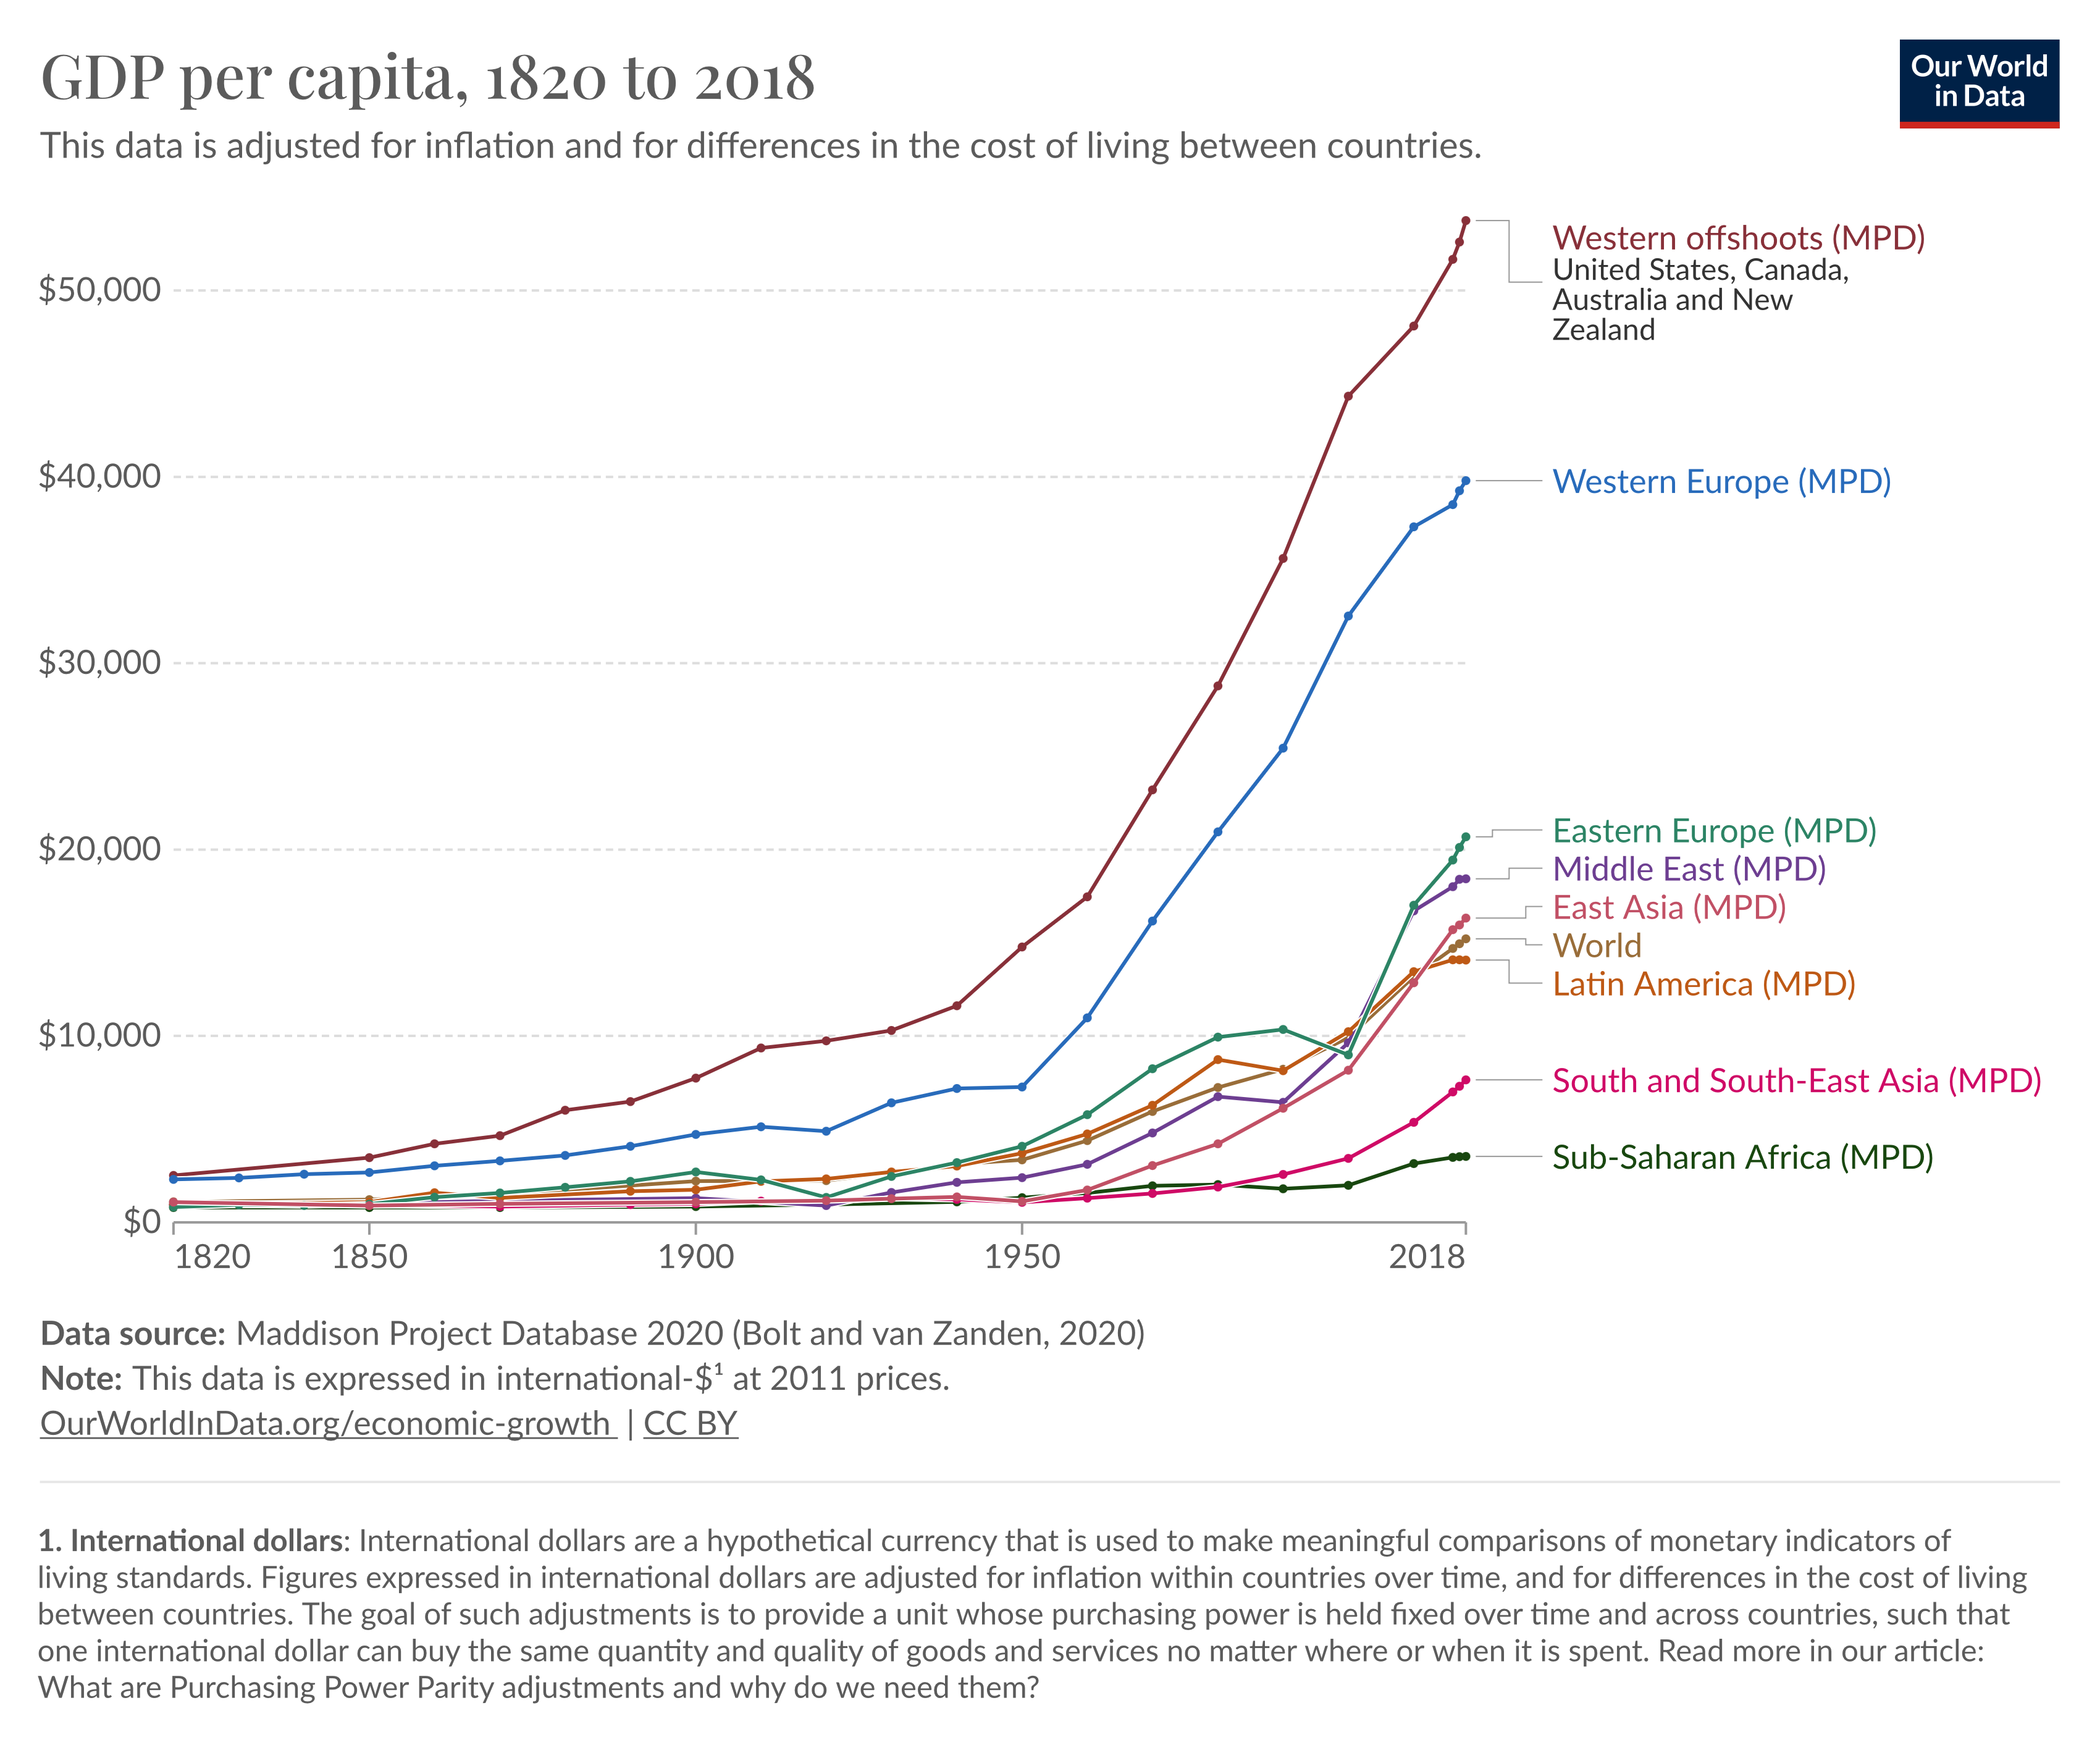 GDP per capita, 1820 to 2018
This data is adjusted for inflation and for differences in the cost of living between countries.
Our World
in Data
$50,000
$40,000
$30,000
$20,000
$10,000
$0
1820
1850
1900
1950
2018
Western offshoots (MPD)
United States, Canada,
Australia and New
Zealand
Western Europe (MPD)
Eastern Europe (MPD)
Middle East (MPD)
East Asia (MPD)
World
Latin America (MPD)
South and South-East Asia (MPD)
Sub-Saharan Africa (MPD)
Data source: Maddison Project Database 2020 (Bolt and van Zanden, 2020)
Note: This data is expressed in international-$¹ at 2011 prices.
OurWorldInData.org/economic-growth | CC BY
1. International dollars: International dollars are a hypothetical currency that is used to make meaningful comparisons of monetary indicators of
living standards. Figures expressed in international dollars are adjusted for inflation within countries over time, and for differences in the cost of living
between countries. The goal of such adjustments is to provide a unit whose purchasing power is held fixed over time and across countries, such that
one international dollar can buy the same quantity and quality of goods and services no matter where or when it is spent. Read more in our article:
What are Purchasing Power Parity adjustments and why do we need them?